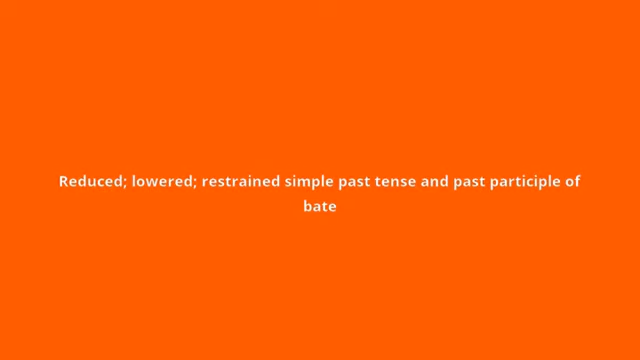 Reduced; lowered; restrained simple past tense and past participle of
bate